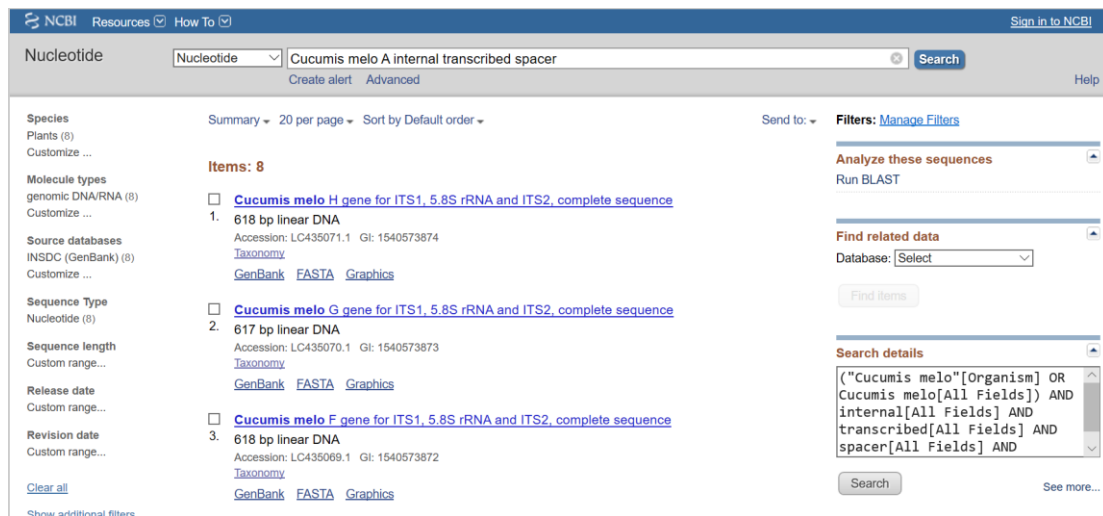 NCBI Resources How To Sign in to NCBI
Nucleotide Nucleotide Cucumis melo A internal transcribed spacer Search
Create alert Advanced Help
Species
Plants (8)
Customize ...
Molecule types
genomic DNA/RNA (8)
Customize ...
Source databases
INSDC (GenBank) (8)
Customize ...
Sequence Type
Nucleotide (8)
Sequence length
Custom range...
Release date
Custom range...
Revision date
Custom range...
Clear all
Show additional filters
Summary 20 per page Sort by Default order Send to:
Items: 8
Cucumis melo H gene for ITS1, 5.8S rRNA and ITS2, complete sequence
1. 618 bp linear DNA
Accession: LC435071.1 GI: 1540573874
Taxonomy
GenBank FASTA Graphics
Cucumis melo G gene for ITS1, 5.8S rRNA and ITS2, complete sequence
2. 617 bp linear DNA
Accession: LC435070.1 GI: 1540573873
Taxonomy
GenBank FASTA Graphics
Cucumis melo F gene for ITS1, 5.8S rRNA and ITS2, complete sequence
3. 618 bp linear DNA
Accession: LC435069.1 GI: 1540573872
Taxonomy
GenBank FASTA Graphics
Filters: Manage Filters
Analyze these sequences
Run BLAST
Find related data
Database: Select
Find items
Search details
("Cucumis melo"[Organism] OR
Cucumis melo[All Fields]) AND
internal[All Fields] AND
transcribed[All Fields] AND
spacer[All Fields] AND
Search See more...